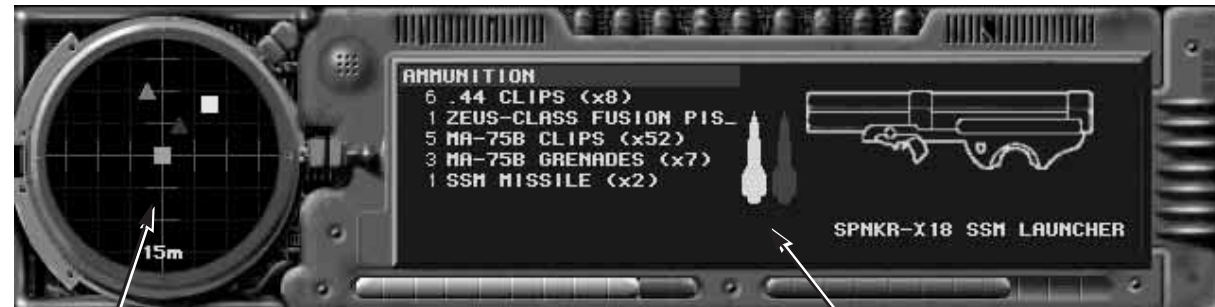 AMMUNITION
6 .44 CLIPS (x8)
1 ZEUS-CLASS FUSION PIS_
5 MA-75B CLIPS (x52)
3 MA-75B GRENADES (x7)
1 SSM MISSILE (x2)
SPNKR-X18 SSM LAUNCHER
15m